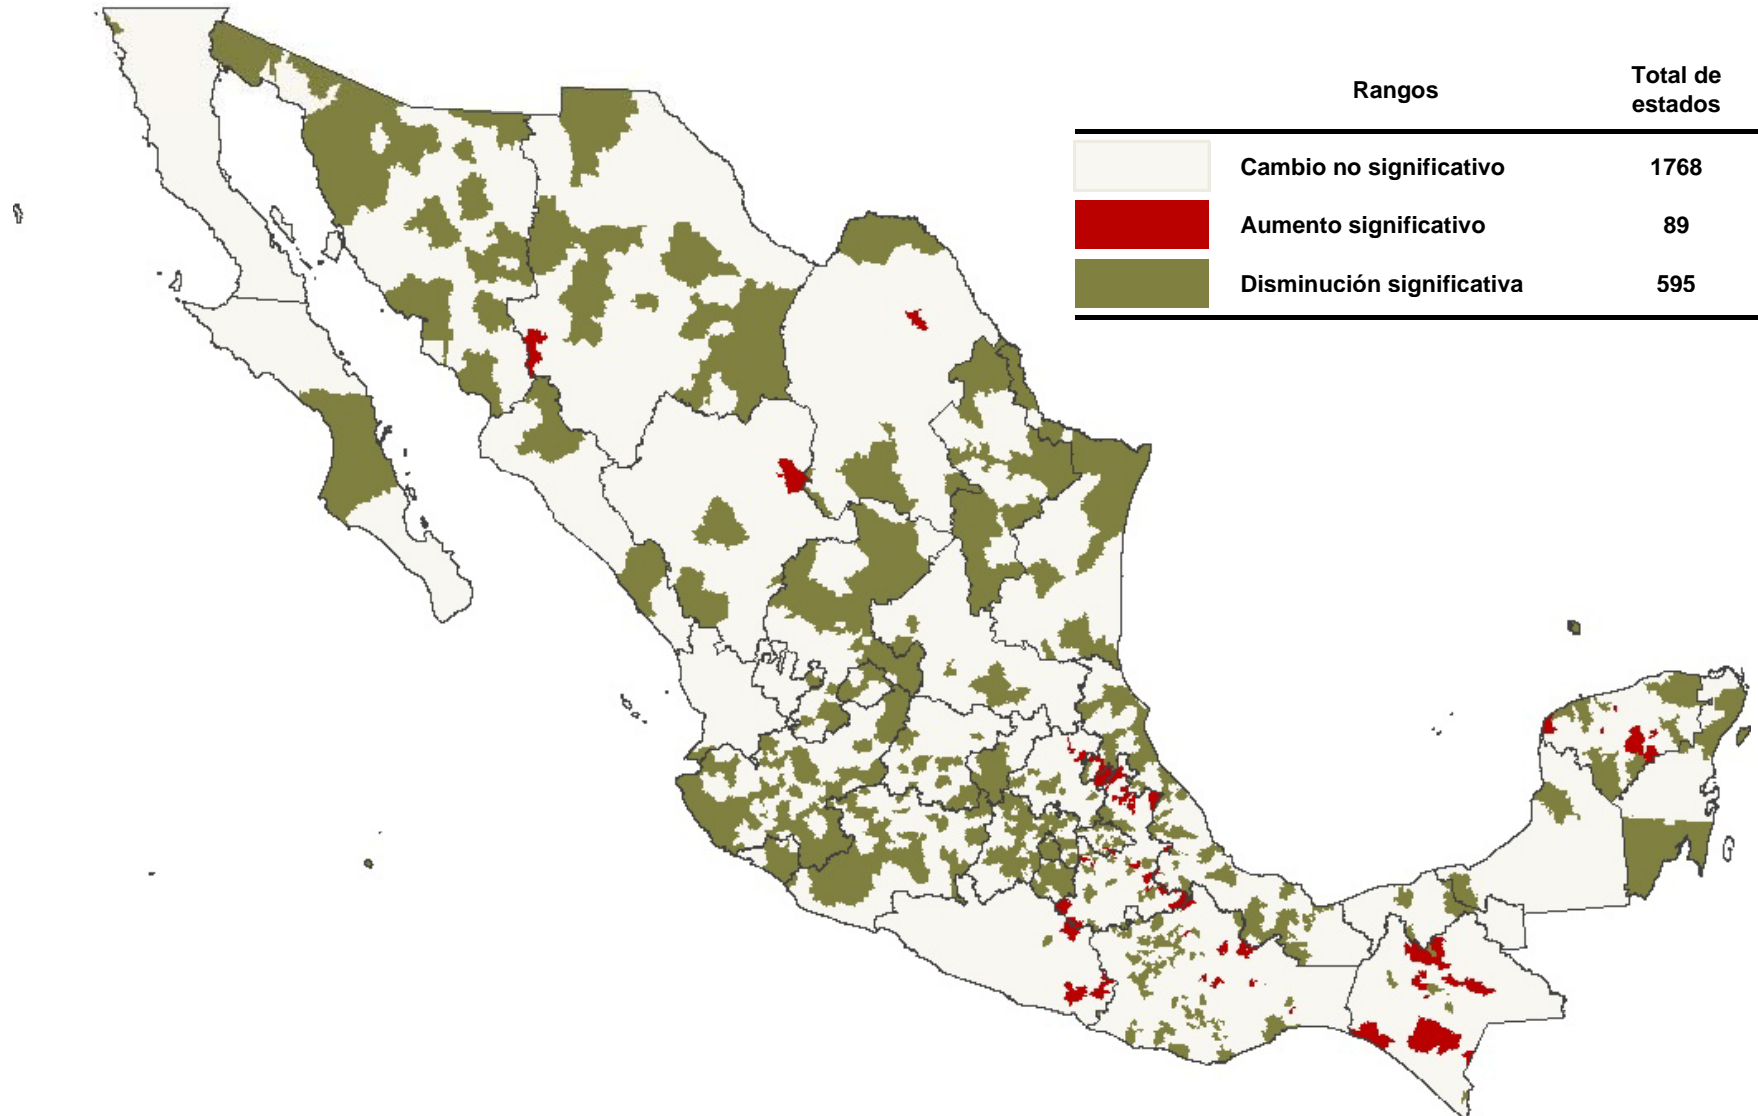 Rangos
Total de
estados
Cambio no significativo 1768
Aumento significativo 89
Disminución significativa 595